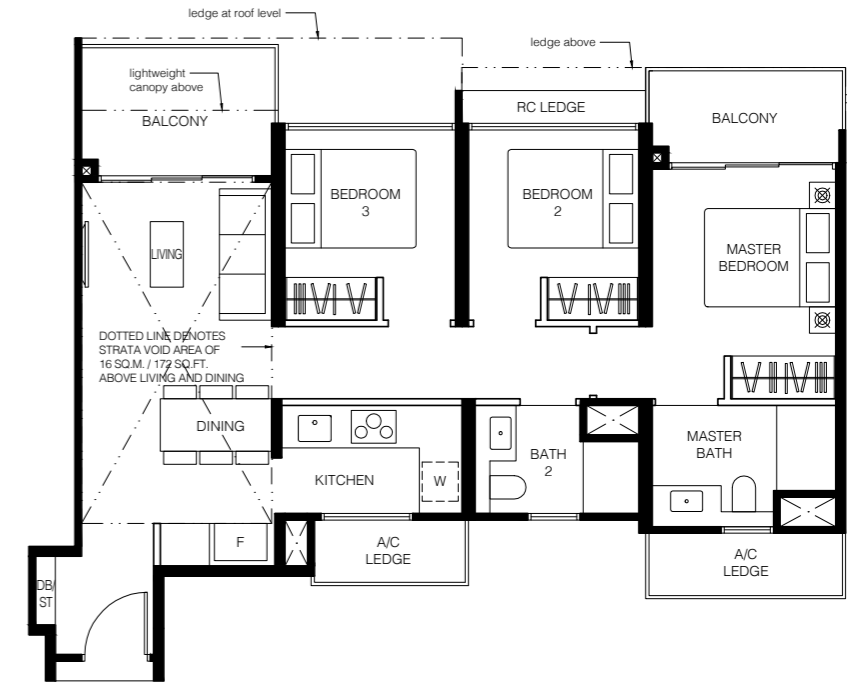 ledge at roof level
ledge above
lightweight
canopy above
BALCONY
RC LEDGE
BALCONY
BEDROOM
3
BEDROOM
2
LIVING
MASTER
BEDROOM
DOTTED LINE DENOTES
STRATA VOID AREA OF
16 SQ.M. / 172 SQ.FT.
ABOVE LIVING AND DINING
DINING
MASTER
BATH
BATH
2
KITCHEN
W
F
A/C
LEDGE
A/C
LEDGE
DB/
ST